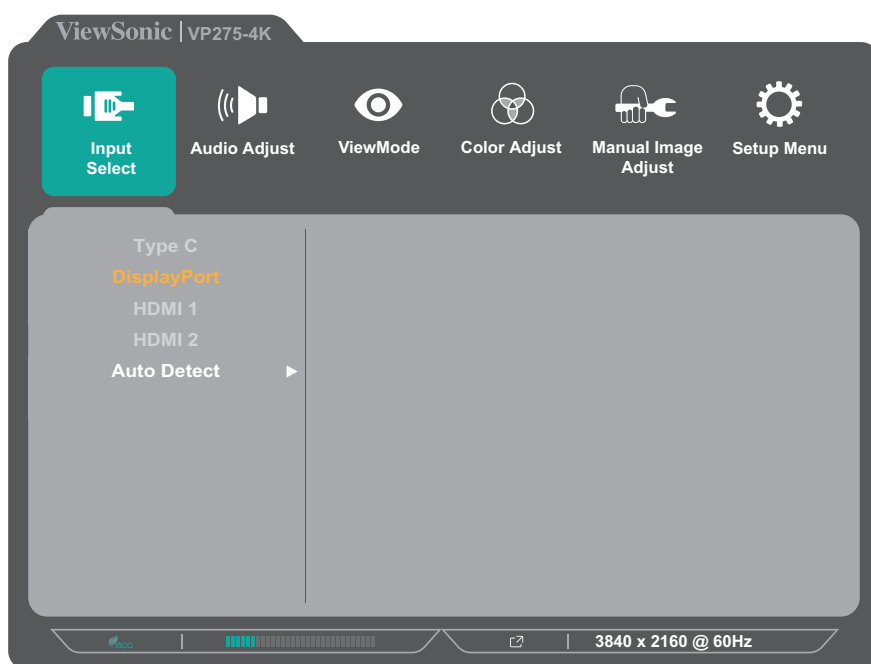 ViewSonic | VP275-4K
Input Select
Audio Adjust
ViewMode
Color Adjust
Manual Image Adjust
Setup Menu
Type C
DisplayPort
HDMI 1
HDMI 2
Auto Detect
eco
3840 x 2160 @ 60Hz